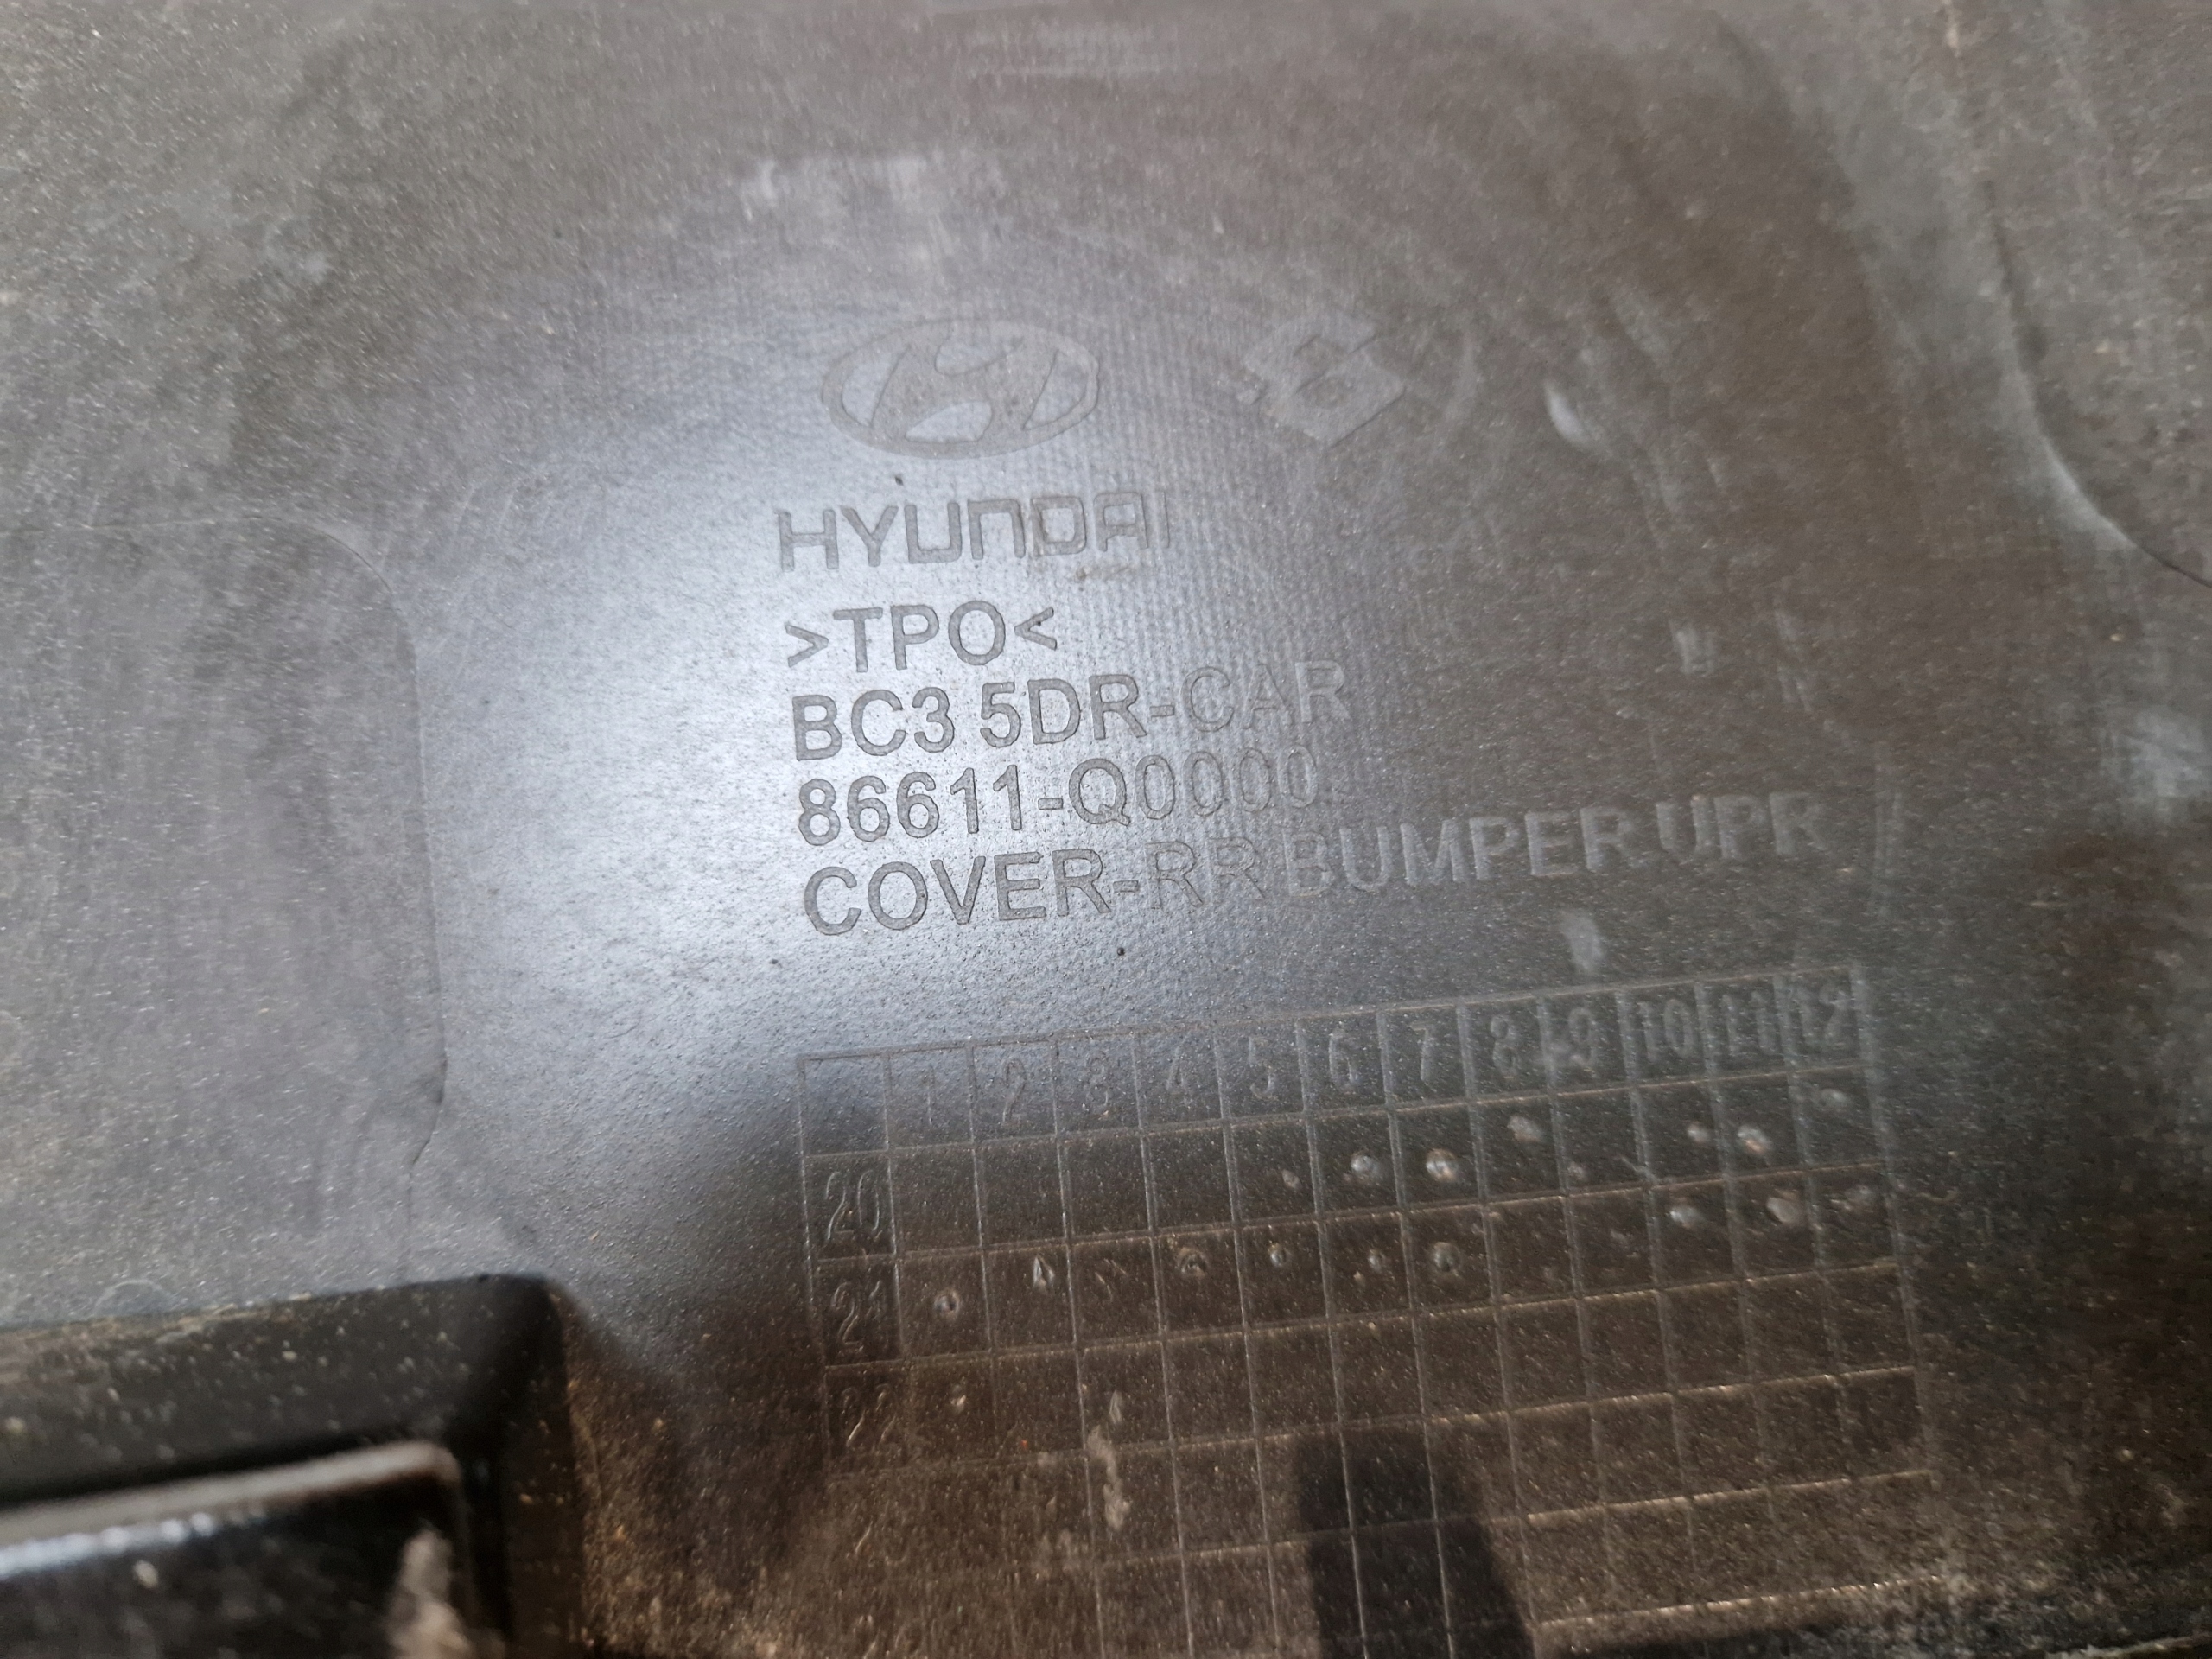 HYUNDAI
>TPO<
BC3 5DR-CAR
86611-Q0000
COVER-RR BUMPER UPR
1 2 3 4 5 6 7 8 9 10 11 12
20
21
22